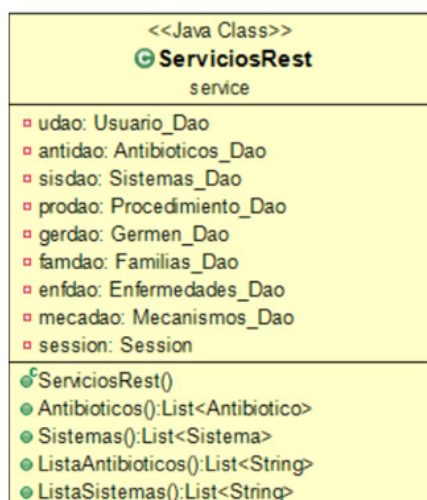 <<Java Class>>
ServiciosRest
service
udao: Usuario_Dao
antidao: Antibioticos_Dao
sisdao: Sistemas_Dao
prodao: Procedimiento_Dao
gerdao: Germen_Dao
famdao: Familias_Dao
enfdao: Enfermedades_Dao
mecadao: Mecanismos_Dao
session: Session
ServiciosRest()
Antibioticos():List<Antibiotico>
Sistemas():List<Sistema>
ListaAntibioticos():List<String>
ListaSistemas():List<String>